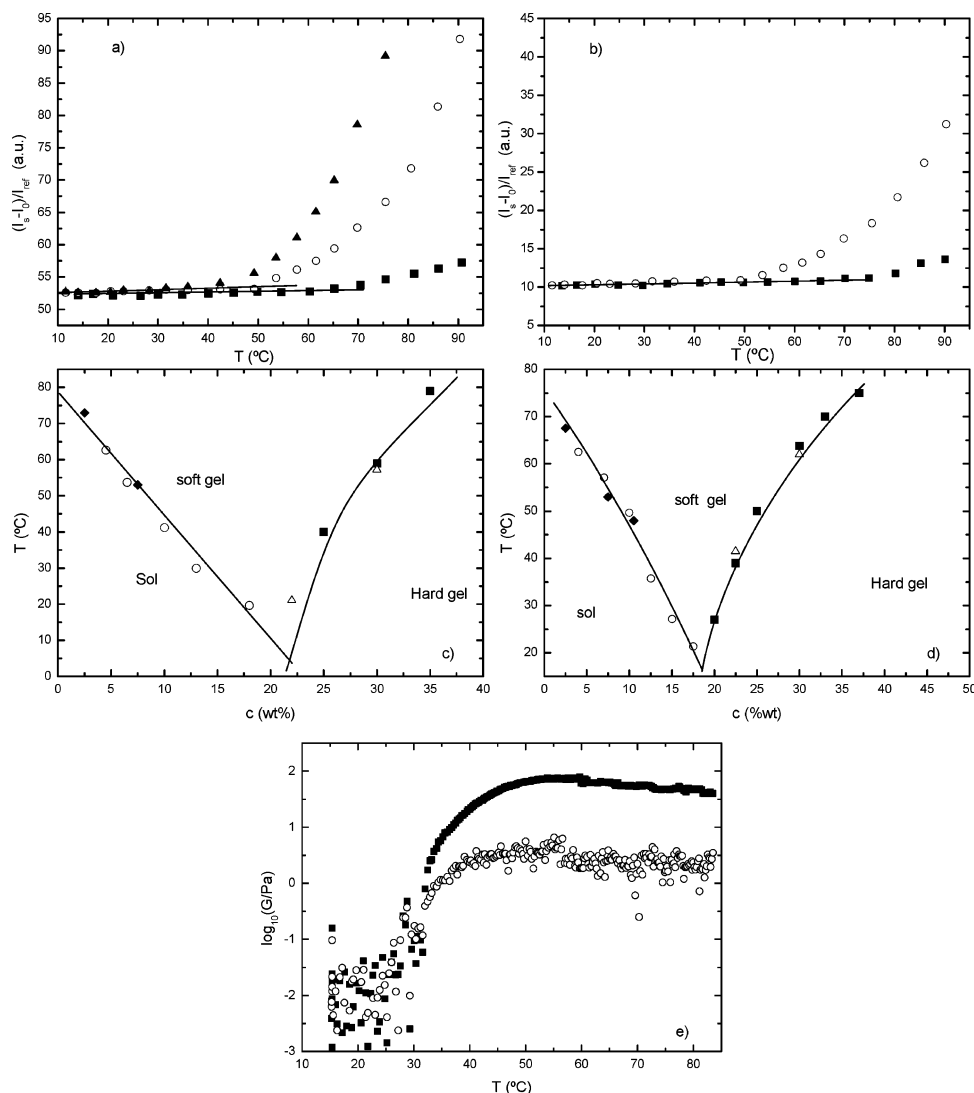 a)
(I_s-I_0)/I_ref (a.u.)
95
90
85
80
75
70
65
60
55
50
10 20 30 40 50 60 70 80 90
T (ºC)
b)
(I_s-I_0)/I_ref (a.u.)
45
40
35
30
25
20
15
10
5
10 20 30 40 50 60 70 80 90
T (ºC)
T (ºC)
80
70
60
50
40
30
20
10
0
soft gel
Sol
Hard gel
c)
0 5 10 15 20 25 30 35 40
c (wt%)
T (ºC)
80
70
60
50
40
30
20
soft gel
sol
Hard gel
d)
0 5 10 15 20 25 30 35 40 45 50
c (%wt)
log10(G/Pa)
2
1
0
-1
-2
-3
e)
10 20 30 40 50 60 70 80
T (ºC)